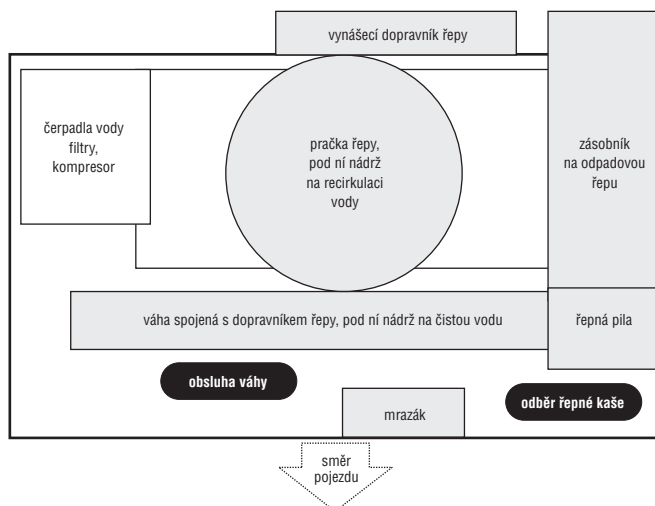 vynášecí dopravník řepy
čerpadla vody
filtry,
kompresor
pračka řepy,
pod ní nádrž
na recirkulaci
vody
zásobník
na odpadovou
řepu
váha spojená s dopravníkem řepy, pod ní nádrž na čistou vodu
řepná pila
obsluha váhy
odběr řepné kaše
mrazák
směr
pojezdu